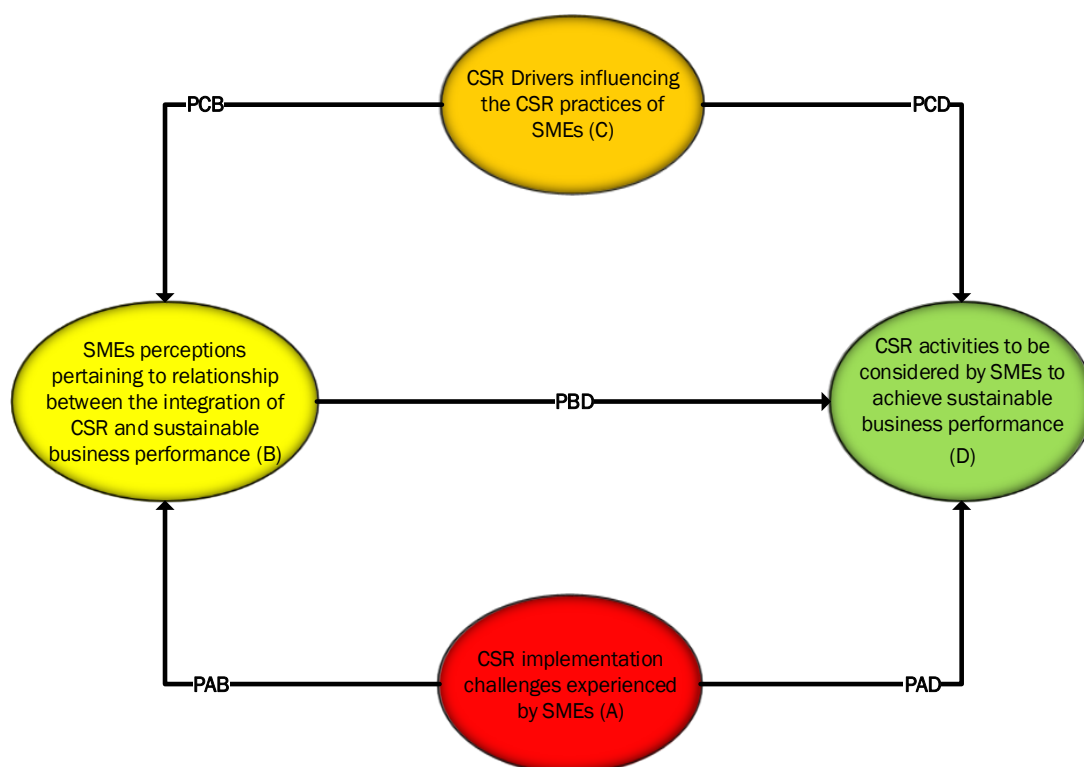 CSR Drivers influencing
the CSR practices of
SMEs (C)
PCB
PCD
SMEs perceptions
pertaining to relationship
between the integration of
CSR and sustainable
business performance (B)
PBD
CSR activities to be
considered by SMEs to
achieve sustainable
business performance
(D)
CSR implementation
challenges experienced
by SMEs (A)
PAB
PAD